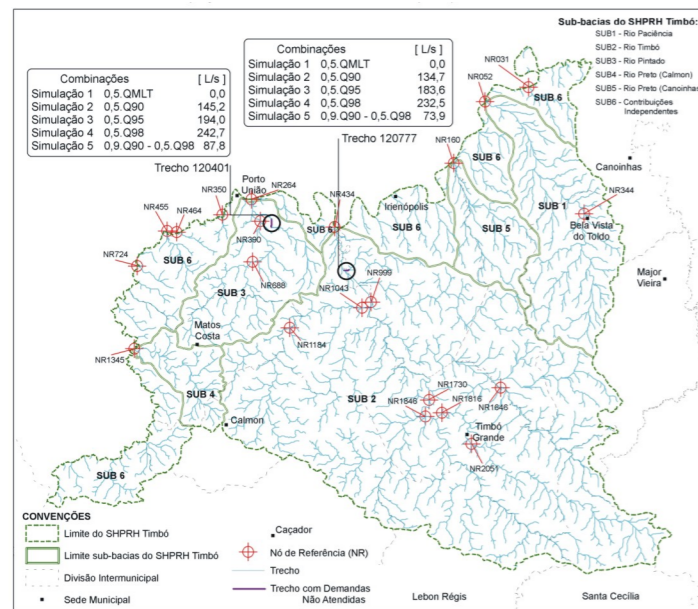 Sub-bacias do SHPRH Timbó:
SUB1 - Rio Paciência
SUB2 - Rio Timbó
SUB3 - Rio Pintado
SUB4 - Rio Preto (Calmon)
SUB5 - Rio Preto (Canoinhas
SUB6 - Contribuições
Independentes
Combinações [ L/s ]
Simulação 1 0,5.QMLT 0,0
Simulação 2 0,5.Q90 145,2
Simulação 3 0,5.Q95 194,0
Simulação 4 0,5.Q98 242,7
Simulação 5 0,9.Q90 - 0,5.Q98 87,8
Combinações [ L/s ]
Simulação 1 0,5.QMLT 0,0
Simulação 2 0,5.Q90 134,7
Simulação 3 0,5.Q95 183,6
Simulação 4 0,5.Q98 232,5
Simulação 5 0,9.Q90 - 0,5.Q98 73,9
Trecho 120401
Trecho 120777
NR031
NR052
SUB 6
NR160
SUB 6
Canoinhas
Porto
União
NR264
NR350
NR434
Irienópolis
NR344
SUB 1
Bela Vista
do Toldo
NR455
NR464
NR390
SUB 6
SUB 6
SUB 5
NR724
SUB 6
NR688
SUB 3
NR999
NR1043
Major
Vieira
Matos
Costa
NR1184
NR1345
SUB 4
SUB 2
NR1730
NR1848
NR1816
NR1646
Calmon
Timbó
Grande
NR2051
SUB 6
CONVENÇÕES
Limite do SHPRH Timbó
Limite sub-bacias do SHPRH Timbó
Divisão Intermunicipal
Sede Municipal
Caçador
Nó de Referência (NR)
Trecho
Trecho com Demandas
Não Atendidas
Lebon Régis
Santa Cecília